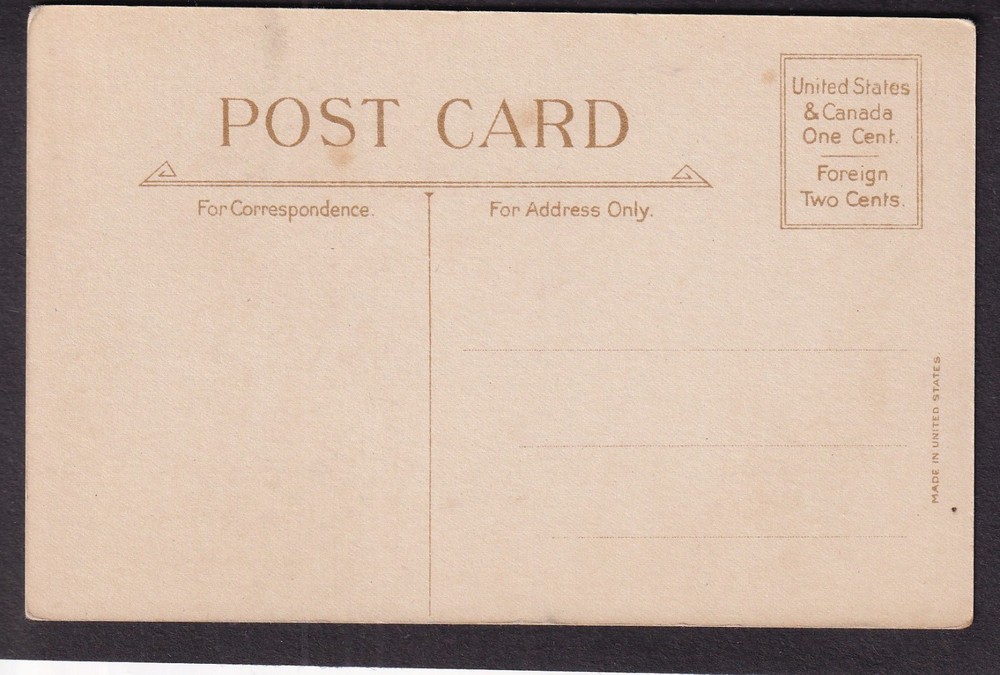 POST CARD
United States
& Canada
One Cent.
Foreign
Two Cents.
For Correspondence.
For Address Only.
MADE IN UNITED STATES.